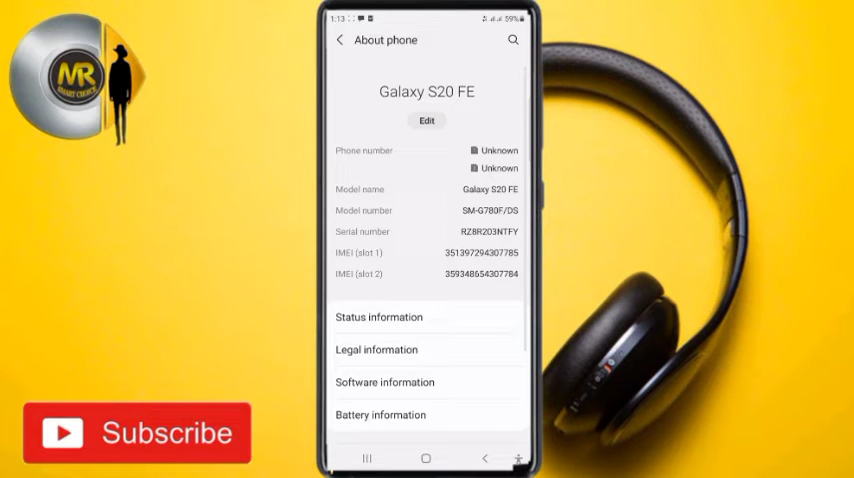 MR
SMART CHOICE
1:13
59%
About phone
Galaxy S20 FE
Edit
Phone number Unknown
Unknown
Model name Galaxy S20 FE
Model number SM-G780F/DS
Serial number RZ8R203NTFY
IMEI (slot 1) 351397294307785
IMEI (slot 2) 359348654307784
Status information
Legal information
Software information
Battery information
Subscribe